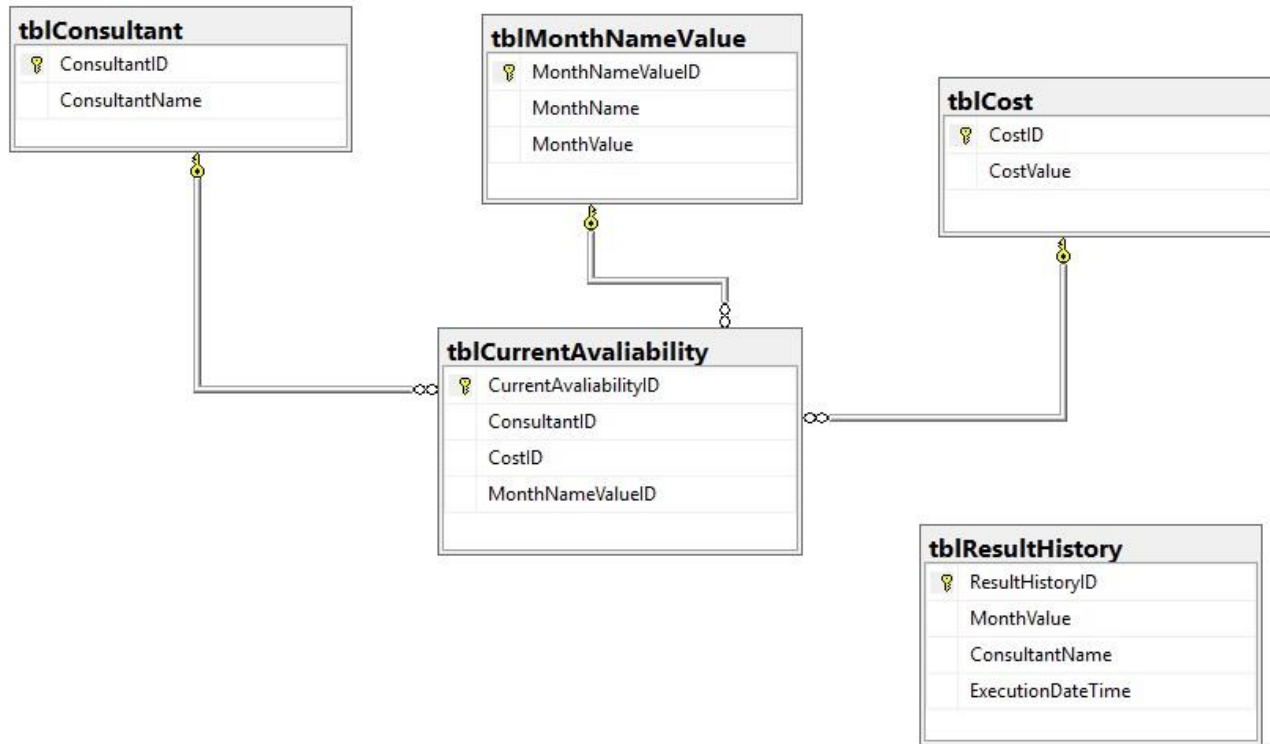 tblConsultant
ConsultantID
ConsultantName
tblMonthNameValue
MonthNameValueID
MonthName
MonthValue
tblCost
CostID
CostValue
tblCurrentAvaliability
CurrentAvaliabilityID
ConsultantID
CostID
MonthNameValueID
tblResultHistory
ResultHistoryID
MonthValue
ConsultantName
ExecutionDateTime